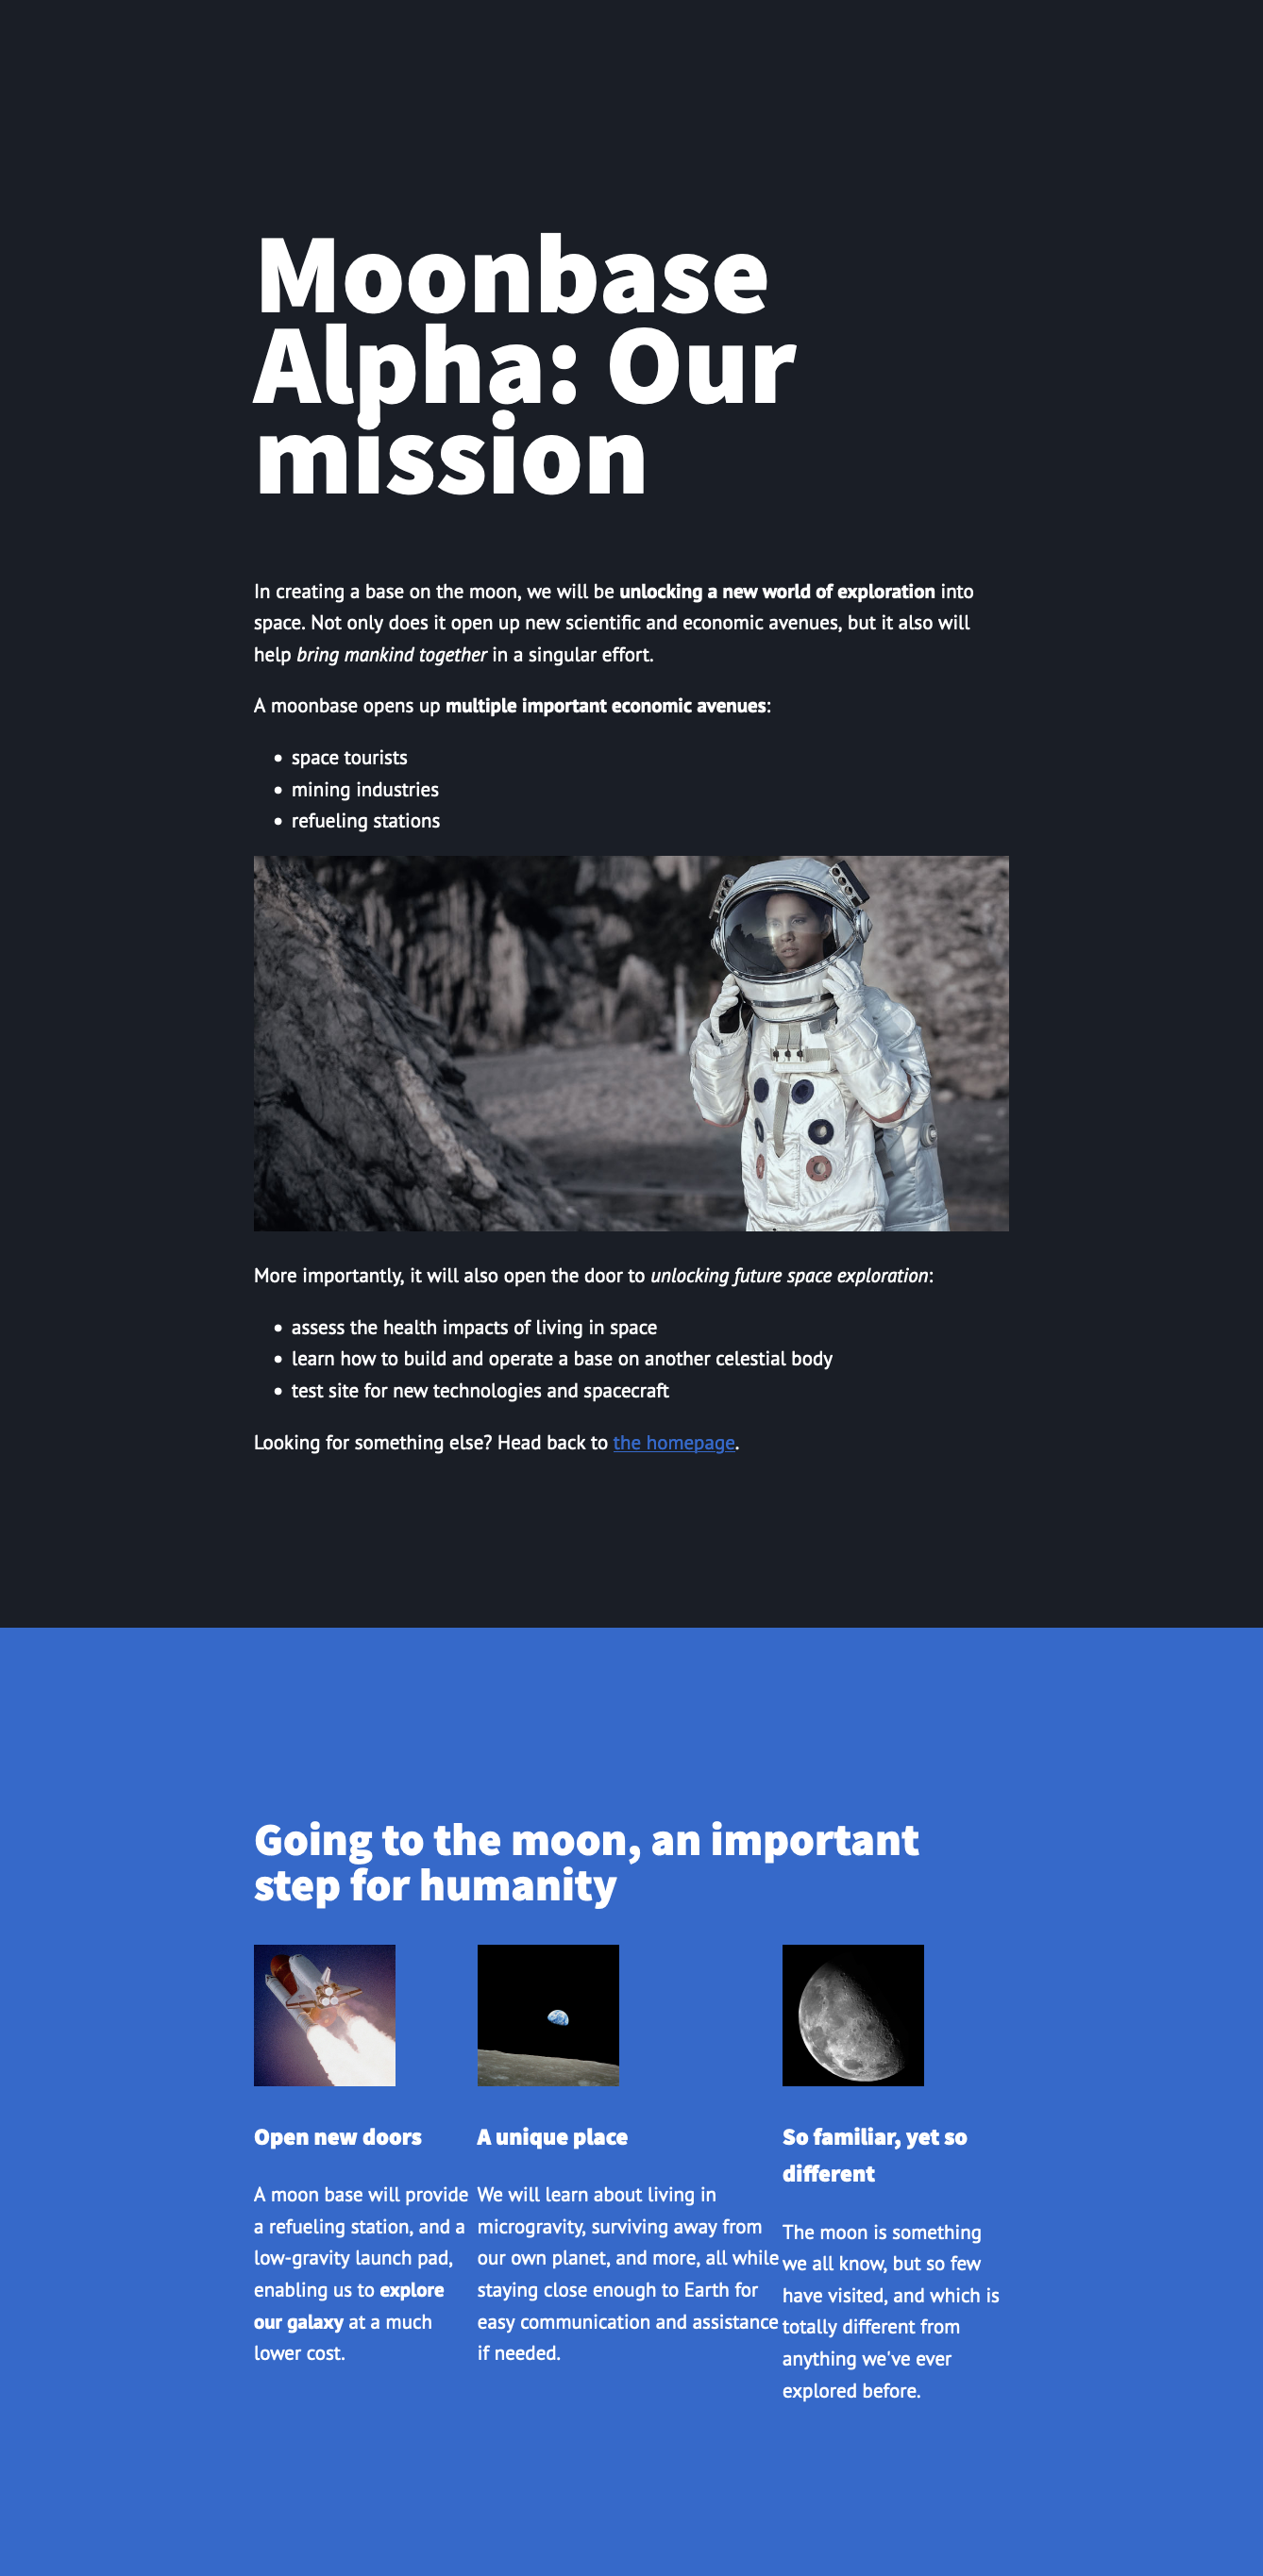 Moonbase
Alpha: Our
mission
In creating a base on the moon, we will be unlocking a new world of exploration into
space. Not only does it open up new scientific and economic avenues, but it also will
help bring mankind together in a singular effort.
A moonbase opens up multiple important economic avenues:
• space tourists
• mining industries
• refueling stations
More importantly, it will also open the door to unlocking future space exploration:
• assess the health impacts of living in space
• learn how to build and operate a base on another celestial body
• test site for new technologies and spacecraft
Looking for something else? Head back to the homepage.
Going to the moon, an important
step for humanity
Open new doors
A moon base will provide
a refueling station, and a
low-gravity launch pad,
enabling us to explore
our galaxy at a much
lower cost.
A unique place
We will learn about living in
microgravity, surviving away from
our own planet, and more, all while
staying close enough to Earth for
easy communication and assistance
if needed.
So familiar, yet so
different
The moon is something
we all know, but so few
have visited, and which is
totally different from
anything we've ever
explored before.